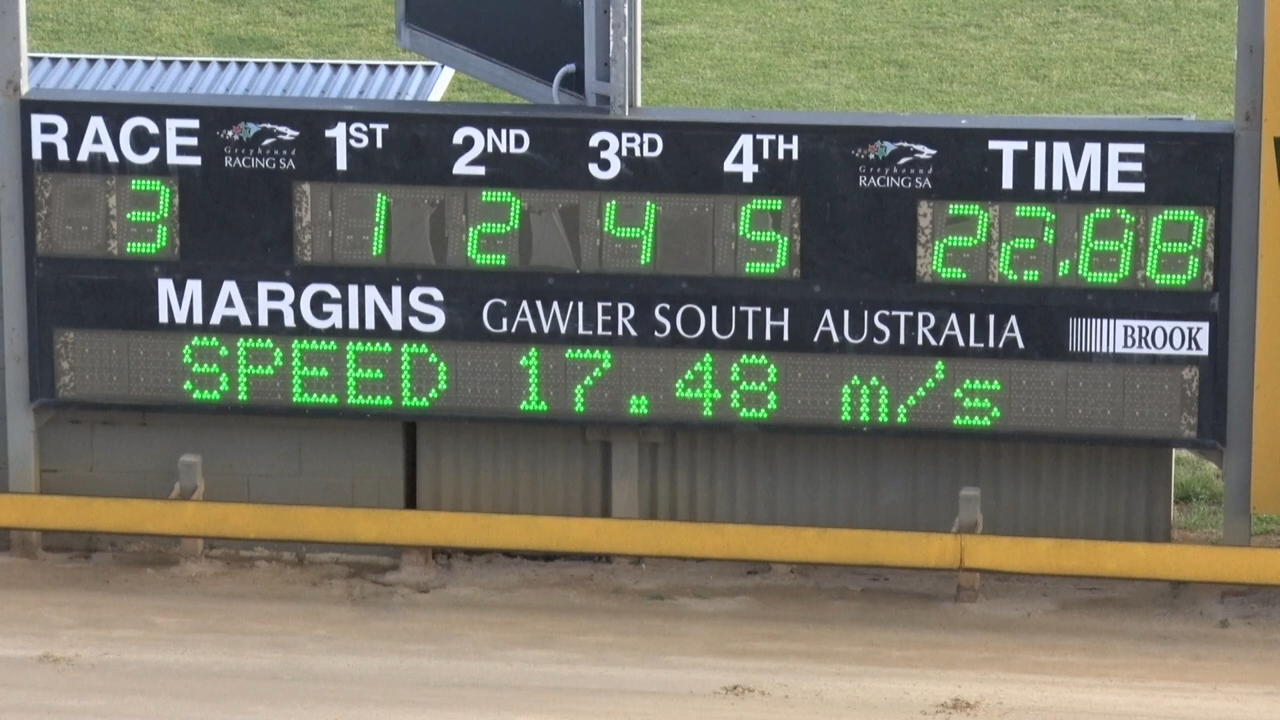 RACE Greyhound RACING SA 1ST 2ND 3RD 4TH Greyhound RACING SA TIME
3 1 2 4 5 22.88
MARGINS GAWLER SOUTH AUSTRALIA BROOK
SPEED 17.48 m/s